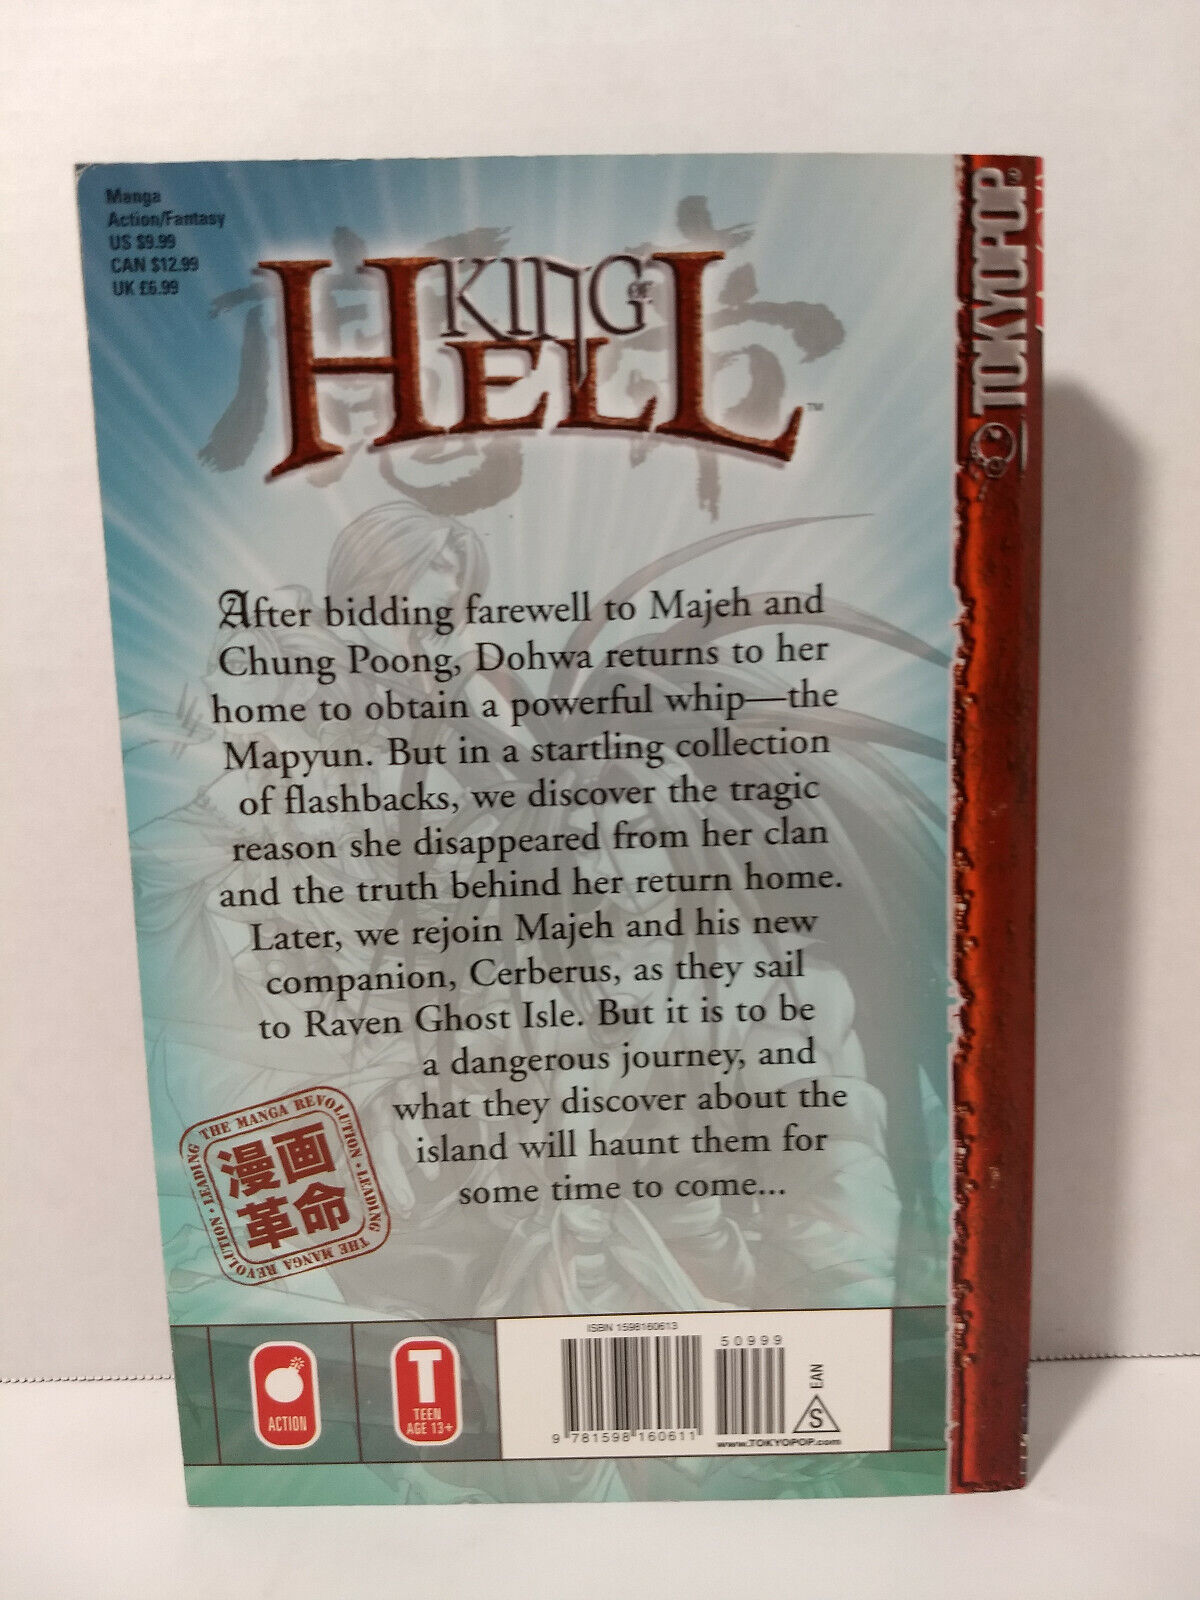 Manga
Action/Fantasy
US $9.99
CAN $12.99
UK £6.99
KING OF
HELL™
TOKYOPOP®
After bidding farewell to Majeh and
Chung Poong, Dohwa returns to her
home to obtain a powerful whip—the
Mapyun. But in a startling collection
of flashbacks, we discover the tragic
reason she disappeared from her clan
and the truth behind her return home.
Later, we rejoin Majeh and his new
companion, Cerberus, as they sail
to Raven Ghost Isle. But it is to be
a dangerous journey, and
what they discover about the
island will haunt them for
some time to come...
LEADING THE MANGA REVOLUTION • LEADING THE MANGA REVOLUTION •
漫画
革命
ACTION
T
TEEN
AGE 13+
ISBN 1598160613
50999
9 781598 160611
EAN
S
www.TOKYOPOP.com